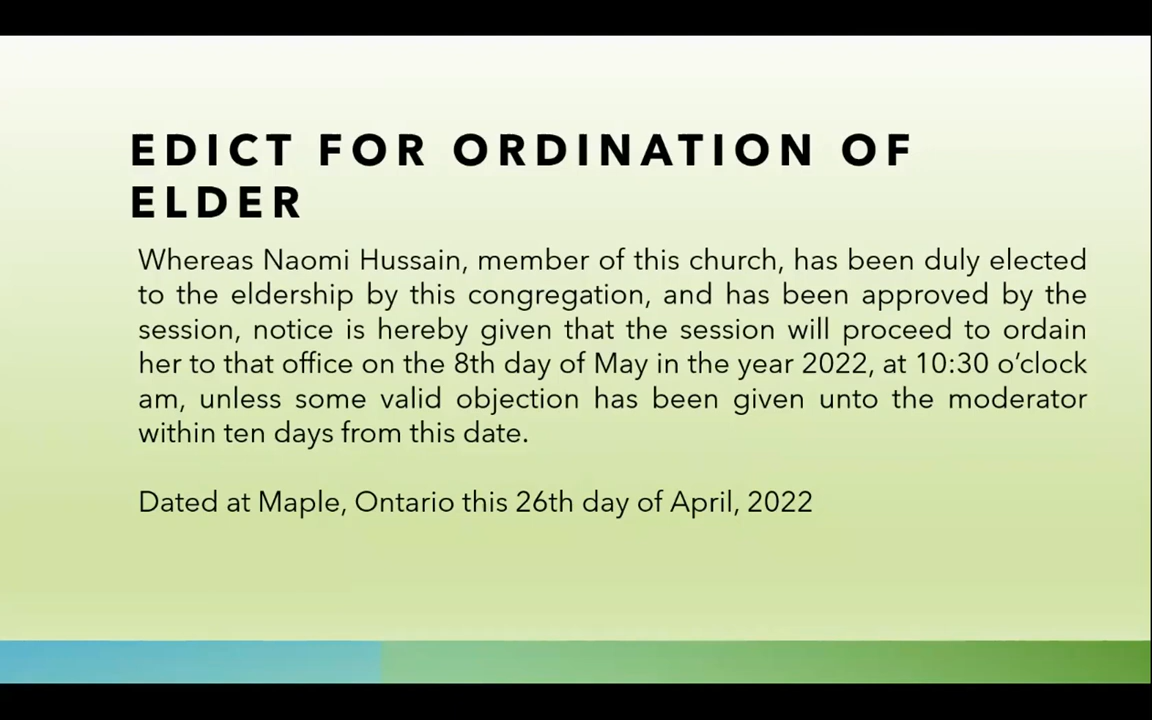 EDICT FOR ORDINATION OF
ELDER
Whereas Naomi Hussain, member of this church, has been duly elected
to the eldership by this congregation, and has been approved by the
session, notice is hereby given that the session will proceed to ordain
her to that office on the 8th day of May in the year 2022, at 10:30 o’clock
am, unless some valid objection has been given unto the moderator
within ten days from this date.
Dated at Maple, Ontario this 26th day of April, 2022